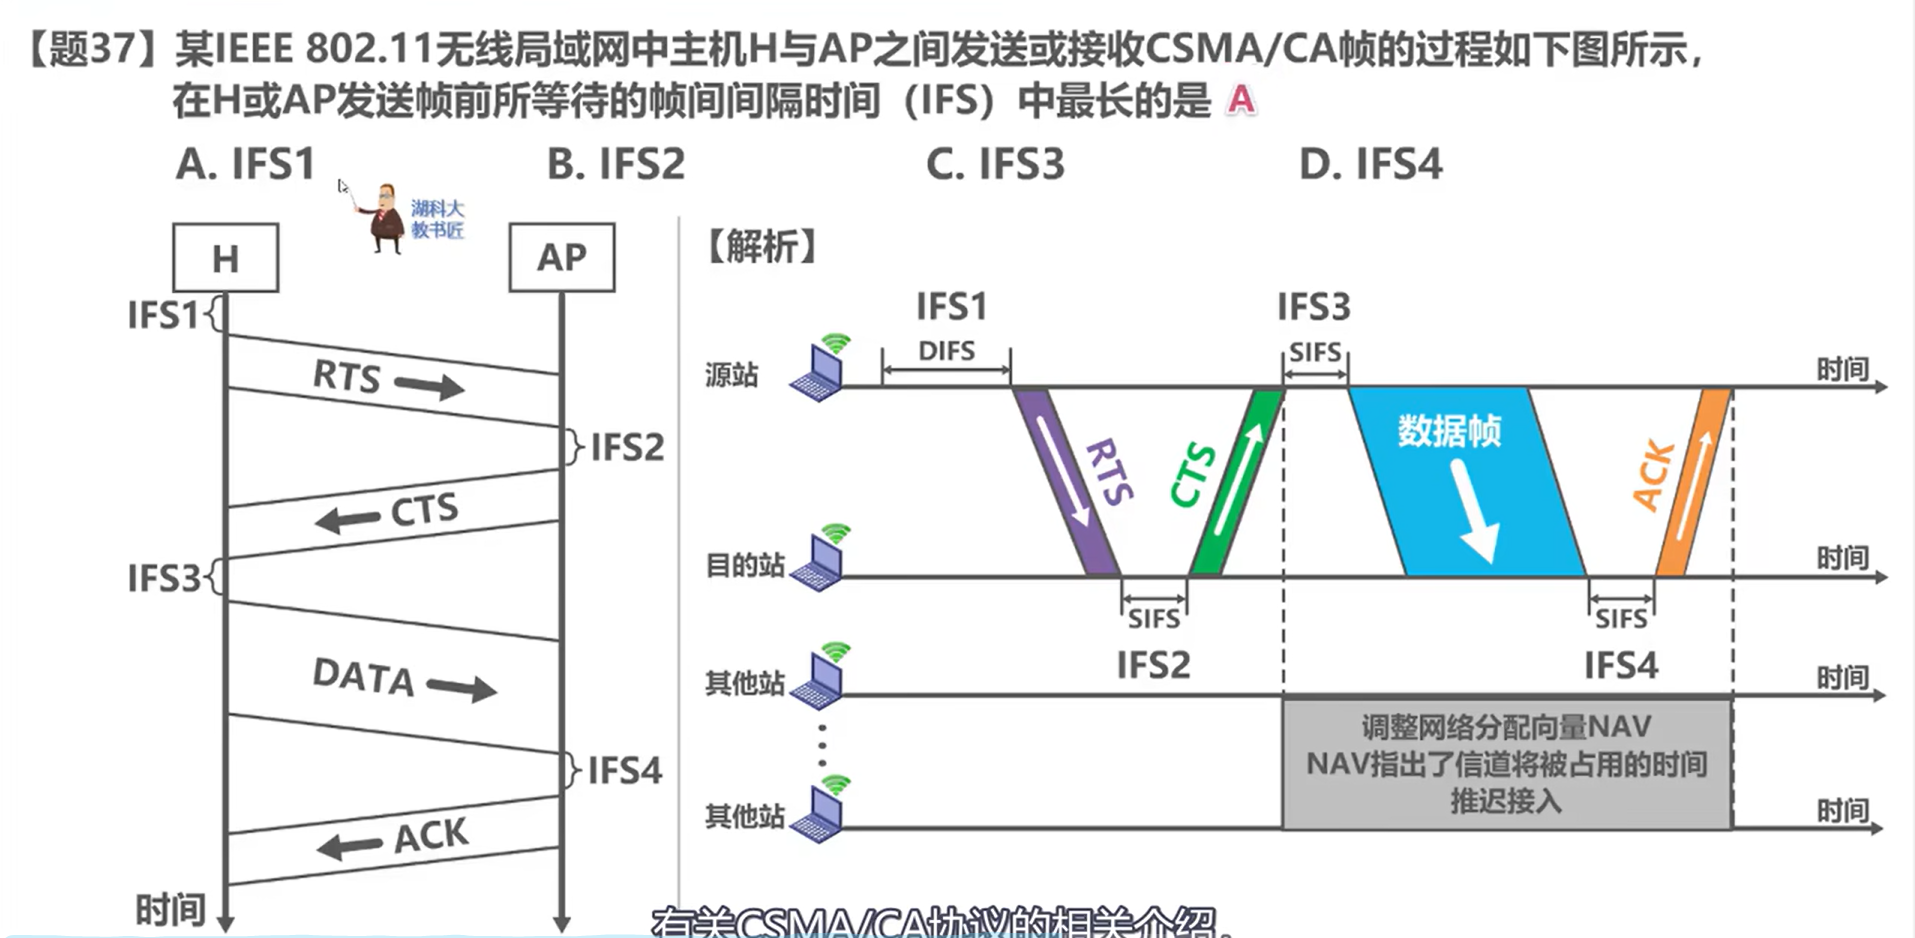 【题37】某IEEE 802.11无线局域网中主机H与AP之间发送或接收CSMA/CA帧的过程如下图所示，
在H或AP发送帧前所等待的帧间间隔时间（IFS）中最长的是 A
A. IFS1 B. IFS2 C. IFS3 D. IFS4
湖科大
教书匠
H
AP
IFS1
RTS
IFS2
CTS
IFS3
DATA
IFS4
ACK
时间
【解析】
IFS1
IFS3
DIFS
SIFS
源站
时间
RTS
CTS
数据帧
ACK
目的站
时间
SIFS
SIFS
IFS2
IFS4
其他站
时间
调整网络分配向量NAV
NAV指出了信道将被占用的时间
推迟接入
其他站
时间
有关CSMA/CA协议的相关介绍，